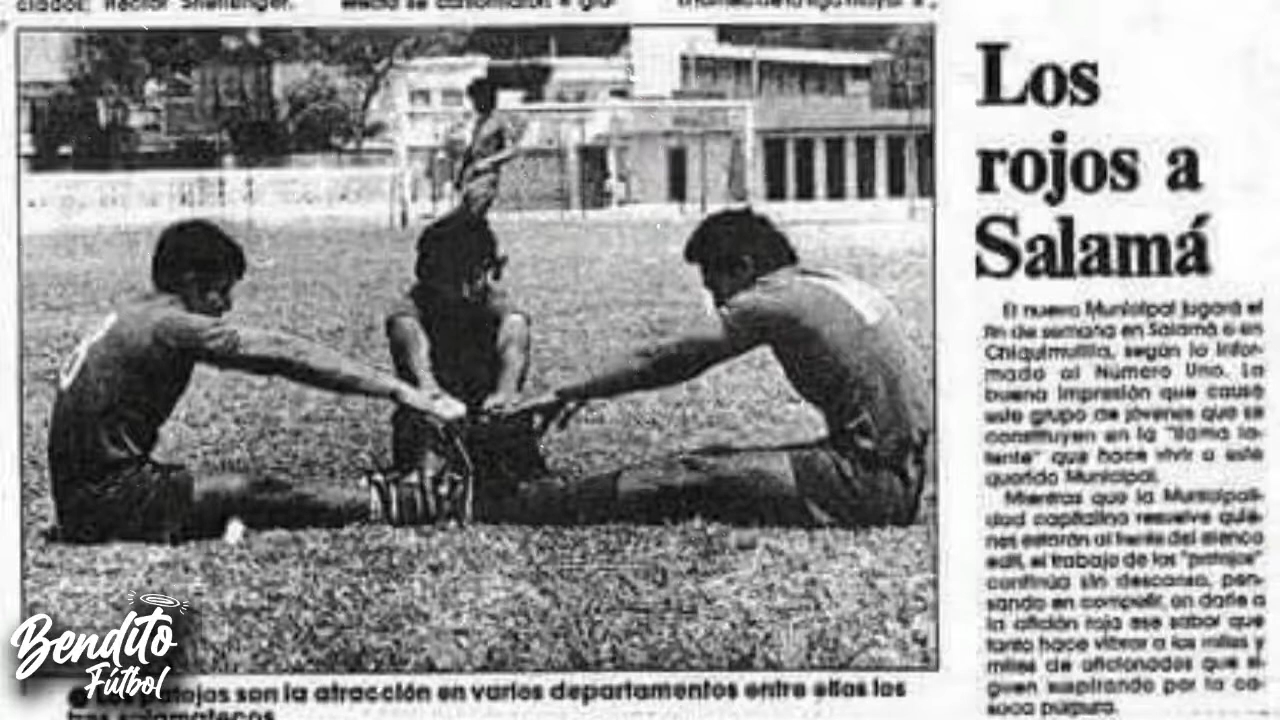 Los
rojos a
Salamá
El nuevo Municipal jugará el
fin de semana en Salamá o en
Chiquimulilla, según lo infor-
mado al Número Uno. La
buena impresión que causó
este grupo de jóvenes que se
constituyen en la "llama la-
tente" que hace vivir a este
querido Municipal.
Mientras que la Municipali-
dad capitalina resuelve quie-
nes estarán al frente del elenco
edil, el trabajo de los "patojos"
continúa sin descanso, pen-
sando en competir, en darle a
la afición roja ese sabor que
tanto hace vibrar a los miles y
miles de aficionados que si-
guen suspirando por la ca-
saca púrpura.
patojas son la atracción en varios departamentos entre ellos los
salamatecos
Bendito
Fútbol